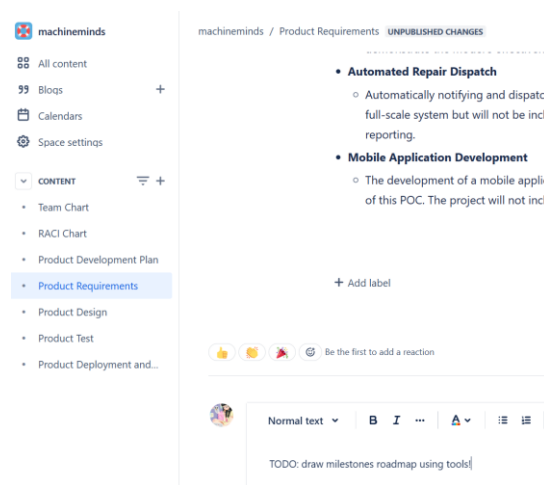 machineminds
All content
Blogs
Calendars
Space settings
CONTENT
Team Chart
RACI Chart
Product Development Plan
Product Requirements
Product Design
Product Test
Product Deployment and...
machineminds / Product Requirements UNPUBLISHED CHANGES
• Automated Repair Dispatch
Automatically notifying and dispatc
full-scale system but will not be incl
reporting.
• Mobile Application Development
The development of a mobile applic
of this POC. The project will not incl
+ Add label
Be the first to add a reaction
Normal text B I ... A
TODO: draw milestones roadmap using tools!